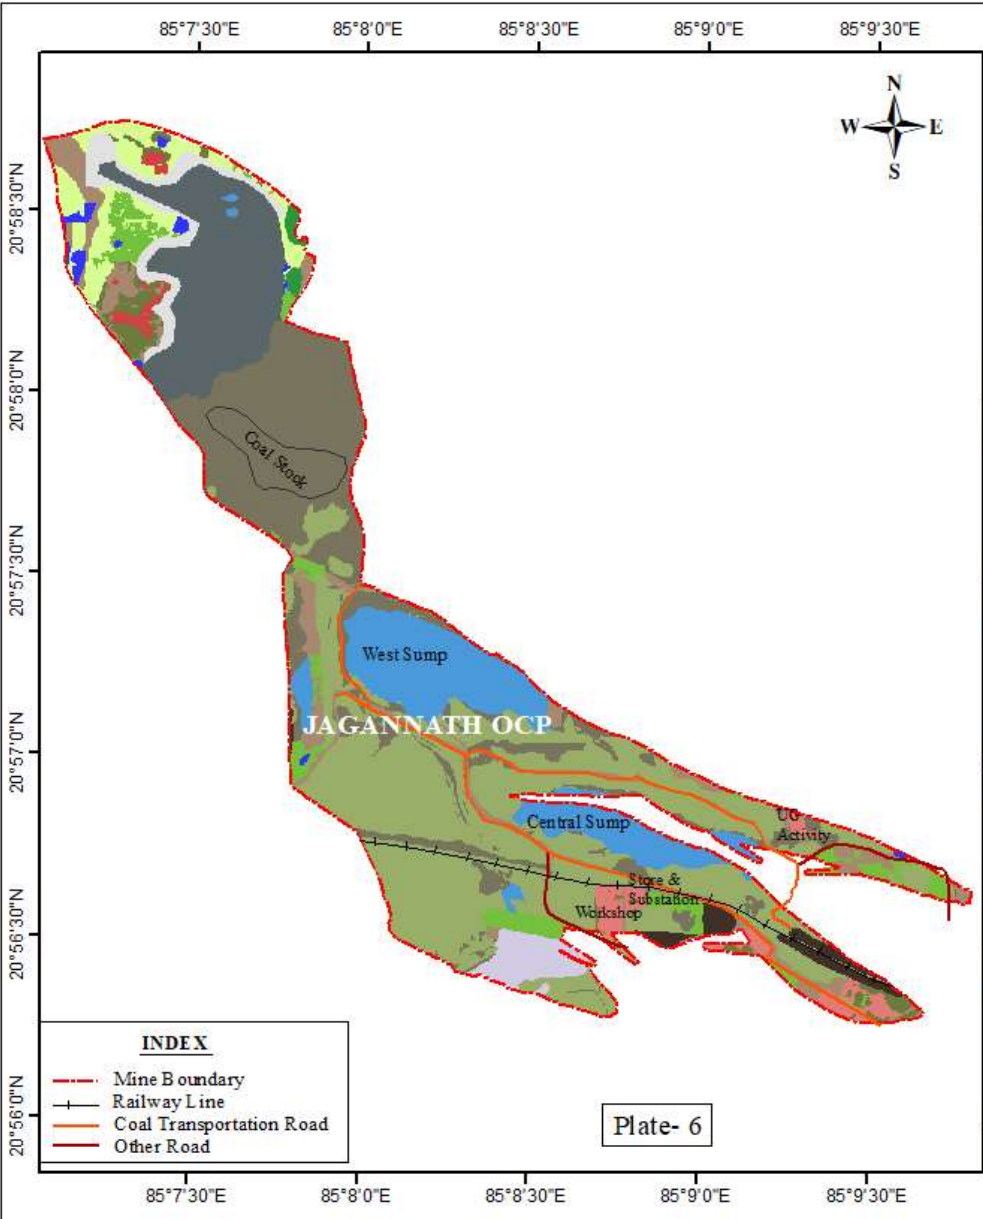 85°7'30"E 85°8'0"E 85°8'30"E 85°9'0"E 85°9'30"E
N
W E
S
20°58'30"N
20°58'0"N
Coal Stock
20°57'30"N
West Sump
JAGANNATH OCP
20°57'0"N
UG
Activity
Central Sump
Store &
Substation
Workshop
20°56'30"N
INDEX
Mine Boundary
Railway Line
Coal Transportation Road
Other Road
20°56'0"N
Plate- 6
85°7'30"E 85°8'0"E 85°8'30"E 85°9'0"E 85°9'30"E